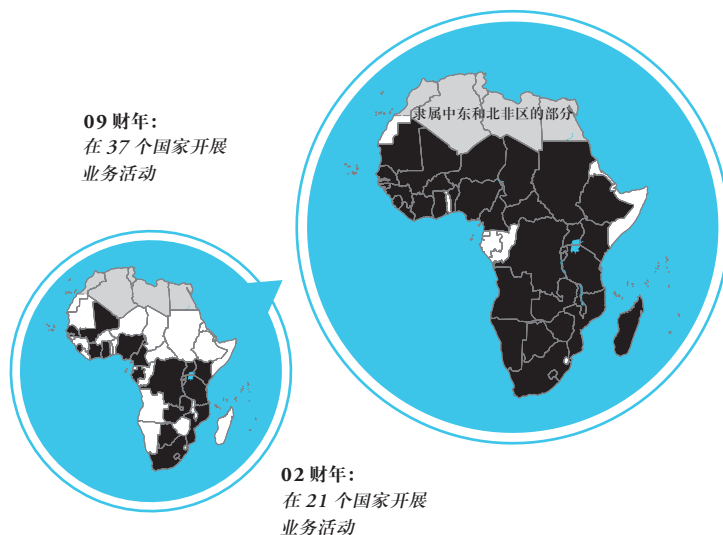 隶属中东和北非区的部分
09 财年：
在 37 个国家开展
业务活动
02 财年：
在 21 个国家开展
业务活动